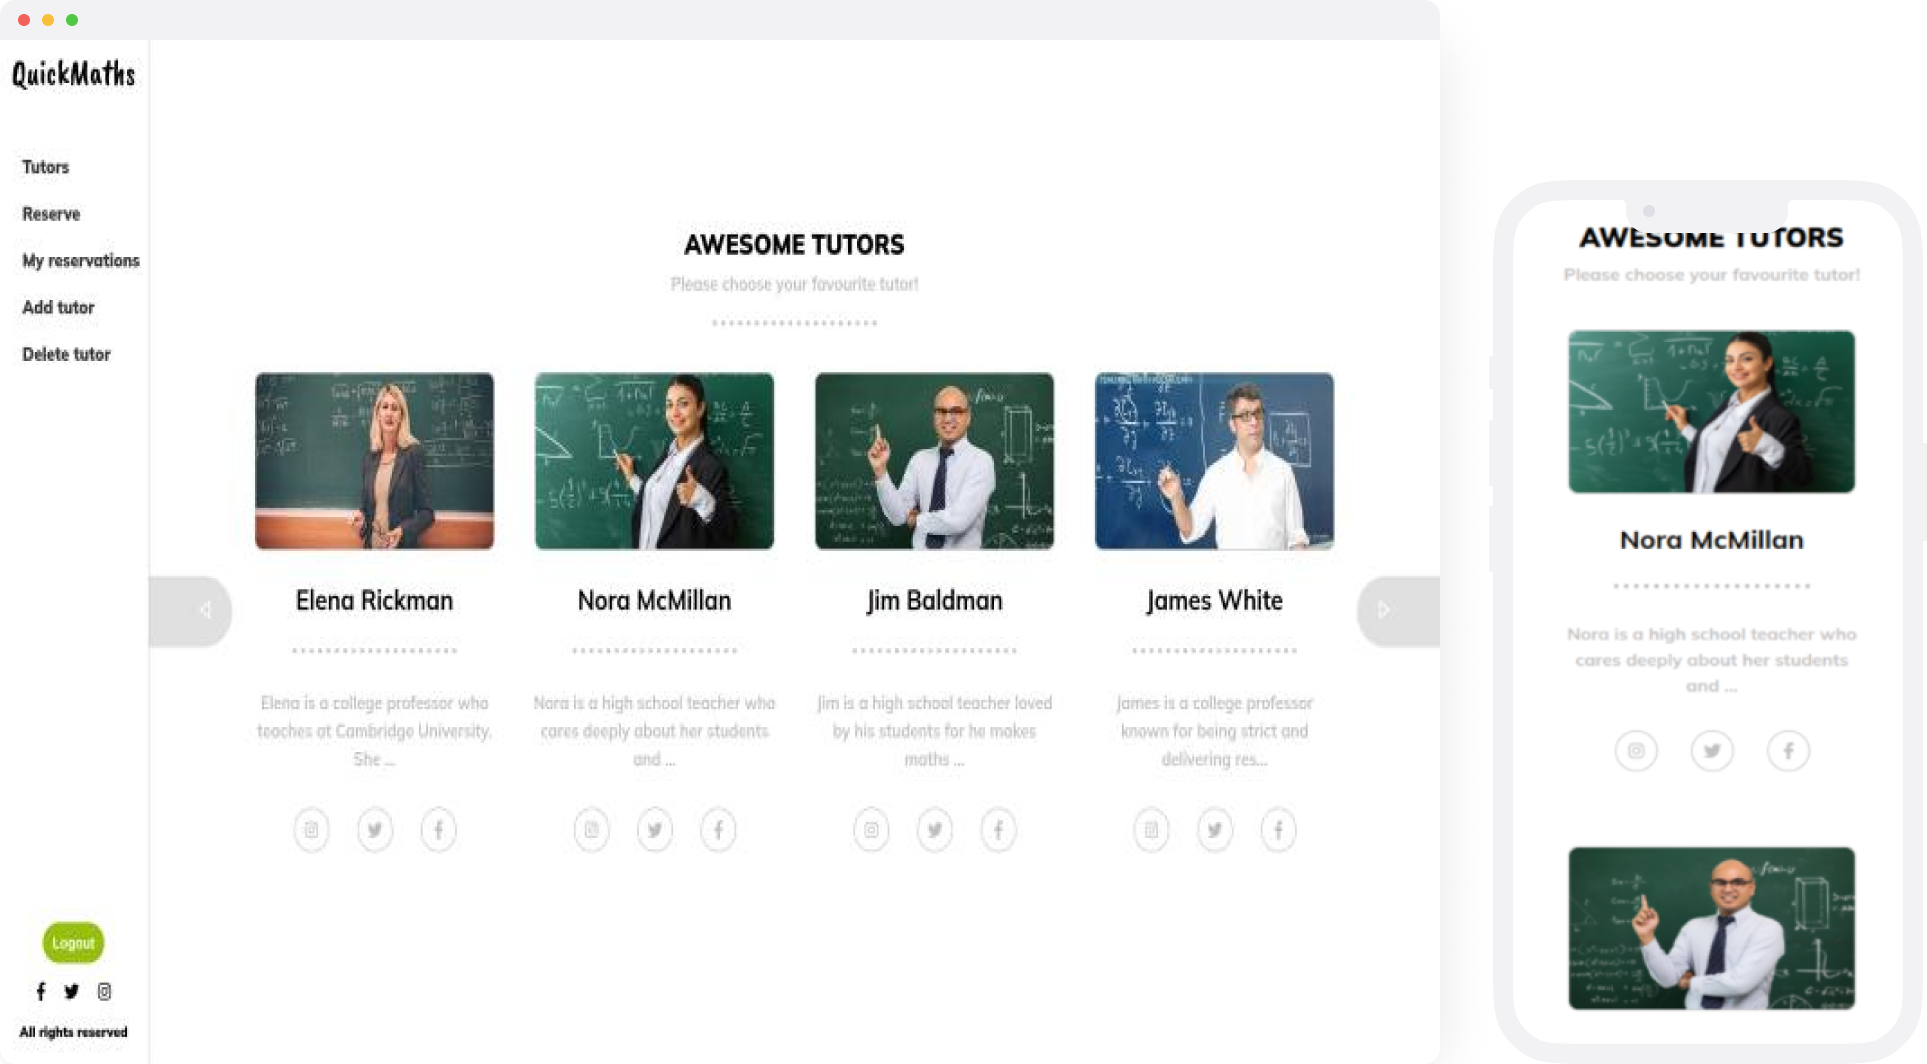 QuickMaths
Tutors
Reserve
My reservations
Add tutor
Delete tutor
Logout
All rights reserved
AWESOME TUTORS
Please choose your favourite tutor!
Elena Rickman
Elena is a college professor who
teaches at Cambridge University.
She ...
Nora McMillan
Nora is a high school teacher who
cares deeply about her students
and ...
Jim Baldman
Jim is a high school teacher loved
by his students for he makes
maths ...
James White
James is a college professor
known for being strict and
delivering res...
AWESOME TUTORS
Please choose your favourite tutor!
Nora McMillan
Nora is a high school teacher who
cares deeply about her students
and ...